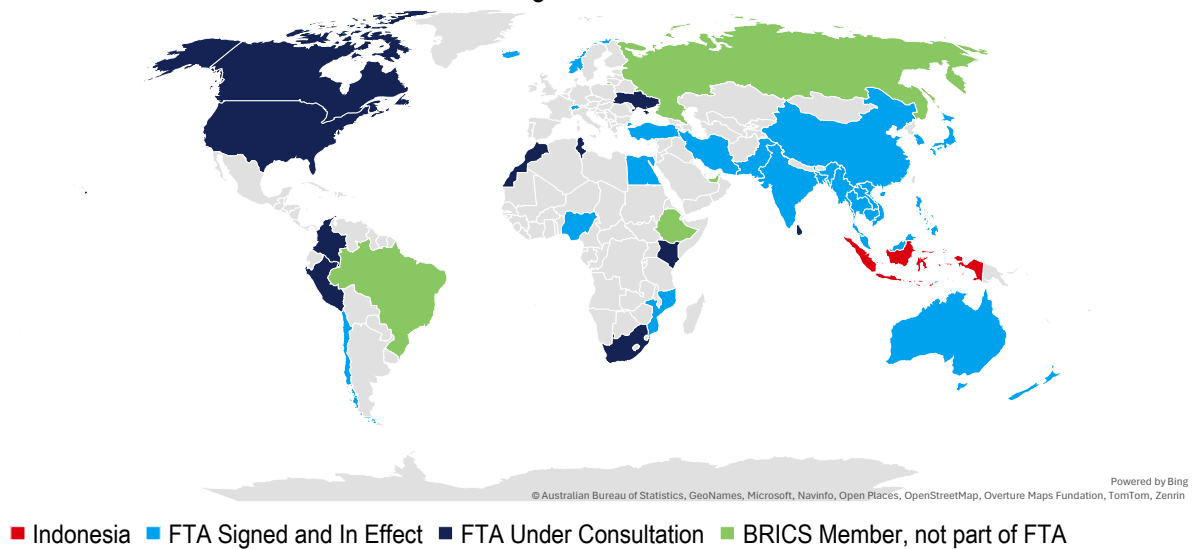 Powered by Bing
© Australian Bureau of Statistics, GeoNames, Microsoft, Navinfo, Open Places, OpenStreetMap, Overture Maps Fundation, TomTom, Zenrin
Indonesia FTA Signed and In Effect FTA Under Consultation BRICS Member, not part of FTA